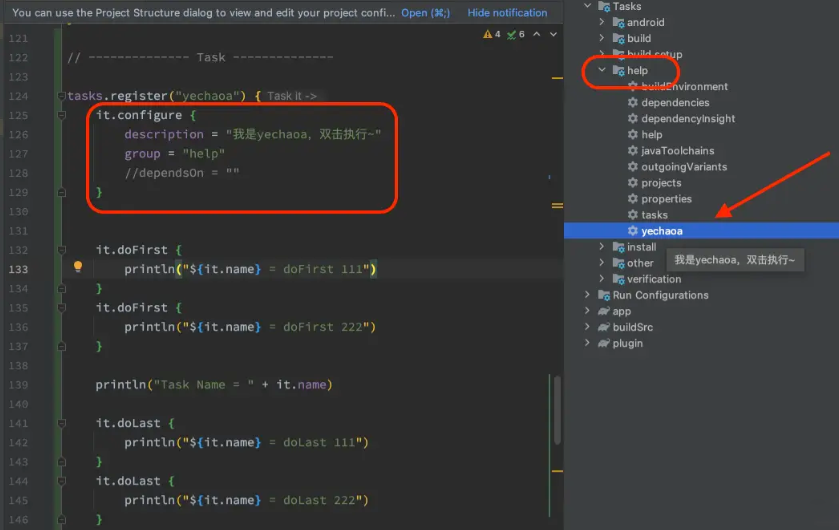 You can use the Project Structure dialog to view and edit your project confi... Open (⌘;) Hide notification
121 }
122 // -------------- Task --------------
123
124 tasks.register("yechaoa") { Task it ->
125 it.configure {
126 description = "我是yechaoa，双击执行~"
127 group = "help"
128 //dependsOn = ""
129 }
130
131
132 it.doFirst {
133 println("${it.name} = doFirst 111")
134 }
135 it.doFirst {
136 println("${it.name} = doFirst 222")
137 }
138
139 println("Task Name = " + it.name)
140
141 it.doLast {
142 println("${it.name} = doLast 111")
143 }
144 it.doLast {
145 println("${it.name} = doLast 222")
146 }
4 6
Tasks
android
build
build setup
help
buildEnvironment
dependencies
dependencyInsight
help
javaToolchains
outgoingVariants
projects
properties
tasks
yechaoa
install
other
我是yechaoa，双击执行~
verification
Run Configurations
app
buildSrc
plugin